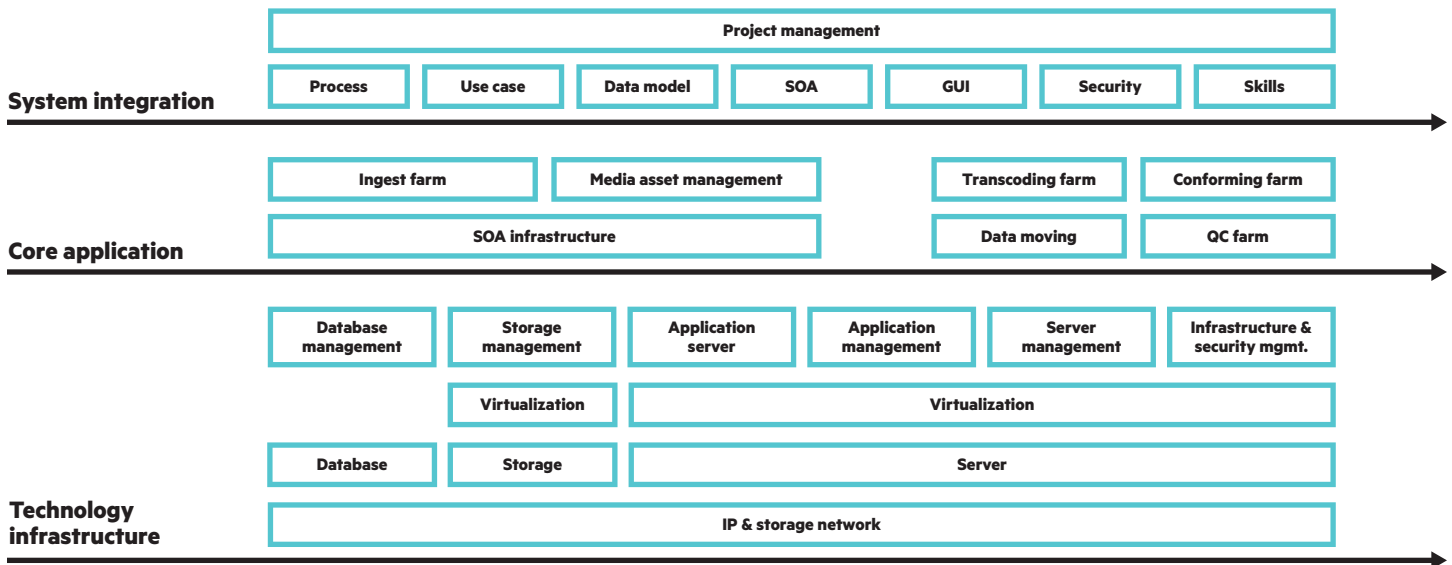 Project management
Process
Use case
Data model
SOA
GUI
Security
Skills
System integration
Ingest farm
Media asset management
Transcoding farm
Conforming farm
SOA infrastructure
Data moving
QC farm
Core application
Database
management
Storage
management
Application
server
Application
management
Server
management
Infrastructure &
security mgmt.
Virtualization
Virtualization
Database
Storage
Server
Technology
infrastructure
IP & storage network